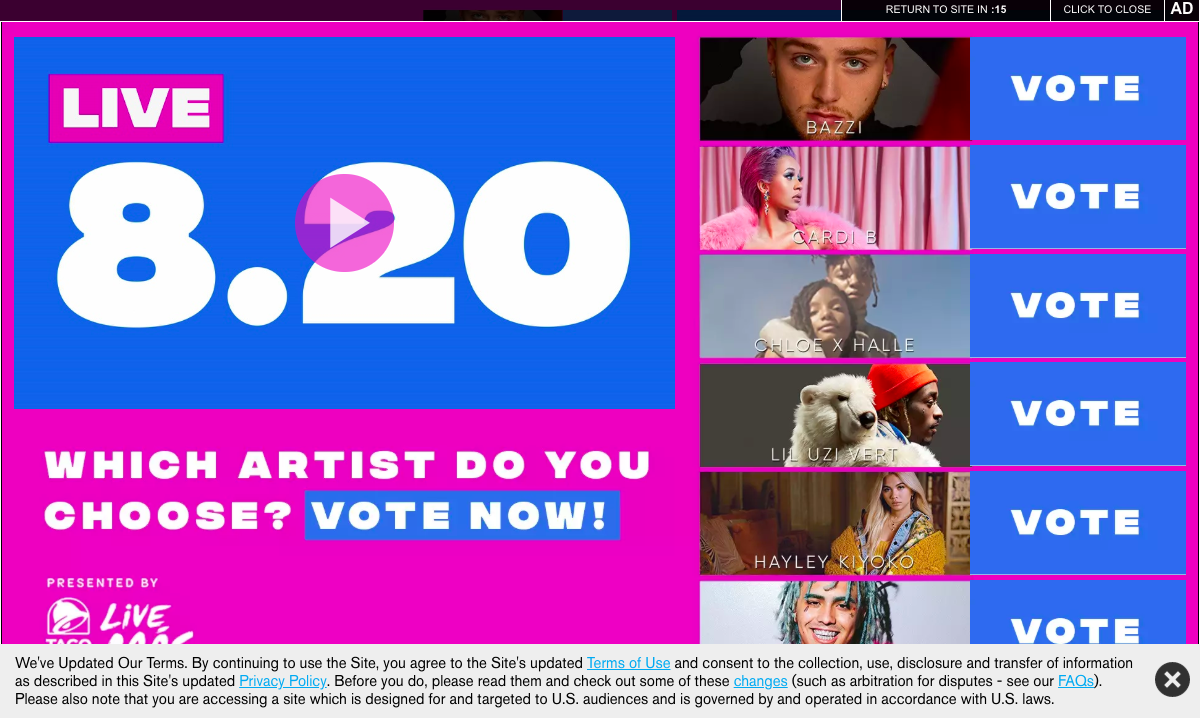 RETURN TO SITE IN :15
CLICK TO CLOSE
AD
LIVE
8.20
WHICH ARTIST DO YOU
CHOOSE? VOTE NOW!
PRESENTED BY
TACO
LiVE
BAZZI
VOTE
CARDI B
VOTE
CHLOE X HALLE
VOTE
LIL UZI VERT
VOTE
HAYLEY KIYOKO
VOTE
VOTE
We've Updated Our Terms. By continuing to use the Site, you agree to the Site's updated Terms of Use and consent to the collection, use, disclosure and transfer of information
as described in this Site's updated Privacy Policy. Before you do, please read them and check out some of these changes (such as arbitration for disputes - see our FAQs).
Please also note that you are accessing a site which is designed for and targeted to U.S. audiences and is governed by and operated in accordance with U.S. laws.